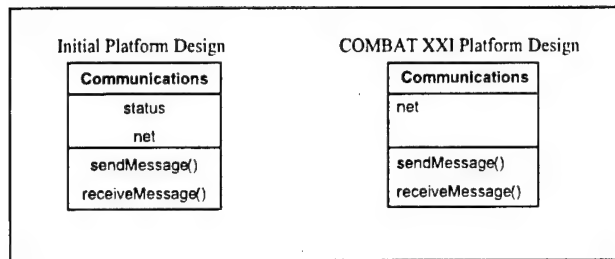 Initial Platform Design
Communications
status
net
sendMessage()
receiveMessage()
COMBAT XXI Platform Design
Communications
net
sendMessage()
receiveMessage()